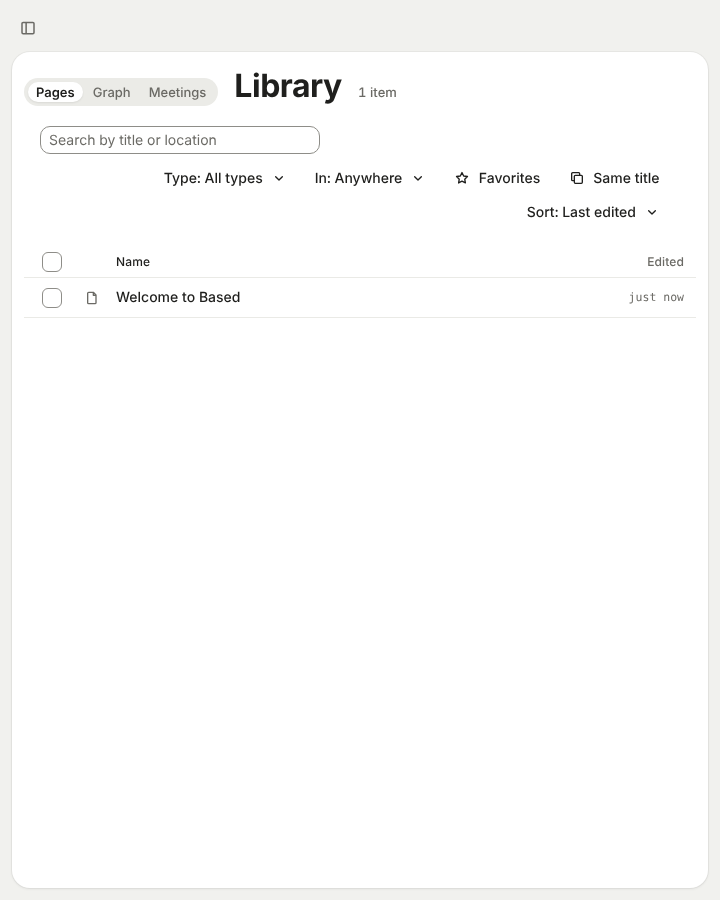 Pages Graph Meetings Library 1 item
Search by title or location
Type: All types In: Anywhere Favorites Same title
Sort: Last edited
Name Edited
Welcome to Based just now